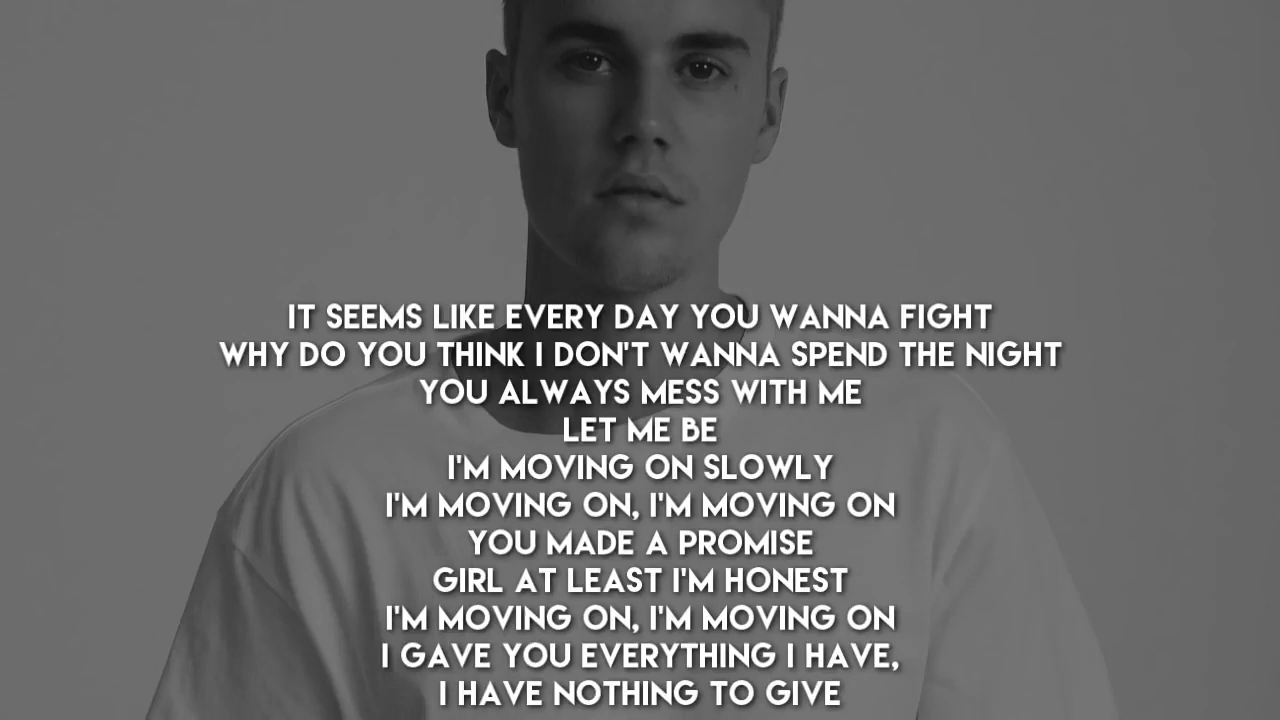 IT SEEMS LIKE EVERY DAY YOU WANNA FIGHT
WHY DO YOU THINK I DON'T WANNA SPEND THE NIGHT
YOU ALWAYS MESS WITH ME
LET ME BE
I'M MOVING ON SLOWLY
I'M MOVING ON, I'M MOVING ON
YOU MADE A PROMISE
GIRL AT LEAST I'M HONEST
I'M MOVING ON, I'M MOVING ON
I GAVE YOU EVERYTHING I HAVE,
I HAVE NOTHING TO GIVE